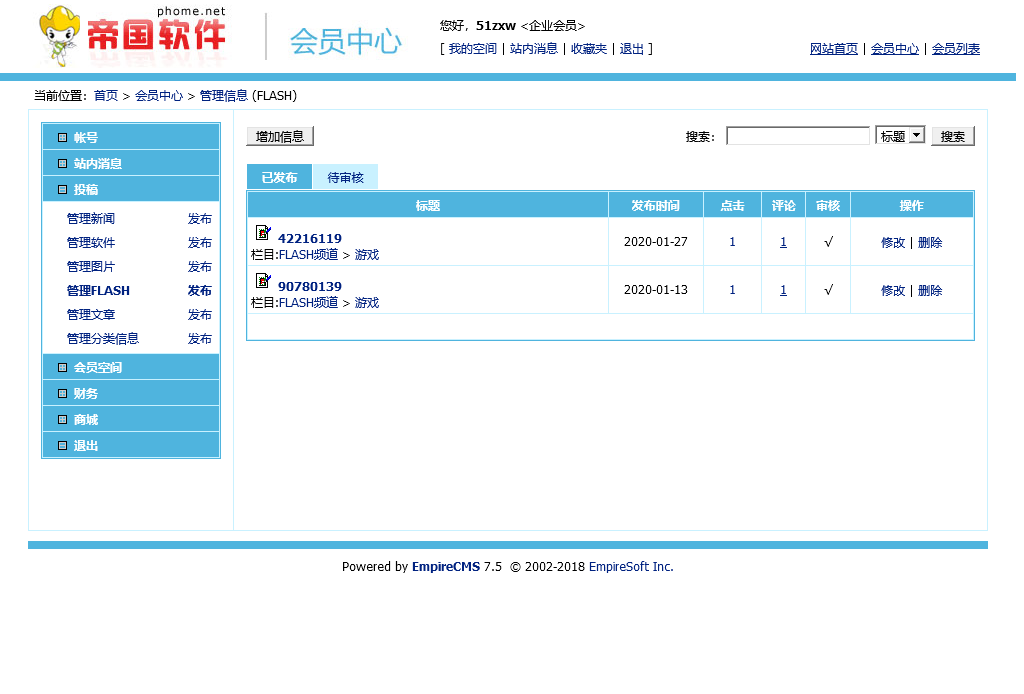 phome.net
帝国软件
会员中心
您好，51zxw <企业会员>
[ 我的空间 | 站内消息 | 收藏夹 | 退出 ]
网站首页 | 会员中心 | 会员列表
当前位置：首页 > 会员中心 > 管理信息 (FLASH)
帐号
站内消息
投稿
管理新闻 发布
管理软件 发布
管理图片 发布
管理FLASH 发布
管理文章 发布
管理分类信息 发布
会员空间
财务
商城
退出
增加信息 搜索： 标题 搜索
已发布 待审核
标题 发布时间 点击 评论 审核 操作
42216119
栏目:FLASH频道 > 游戏
2020-01-27 1 1 √ 修改 | 删除
90780139
栏目:FLASH频道 > 游戏
2020-01-13 1 1 √ 修改 | 删除
Powered by EmpireCMS 7.5 © 2002-2018 EmpireSoft Inc.